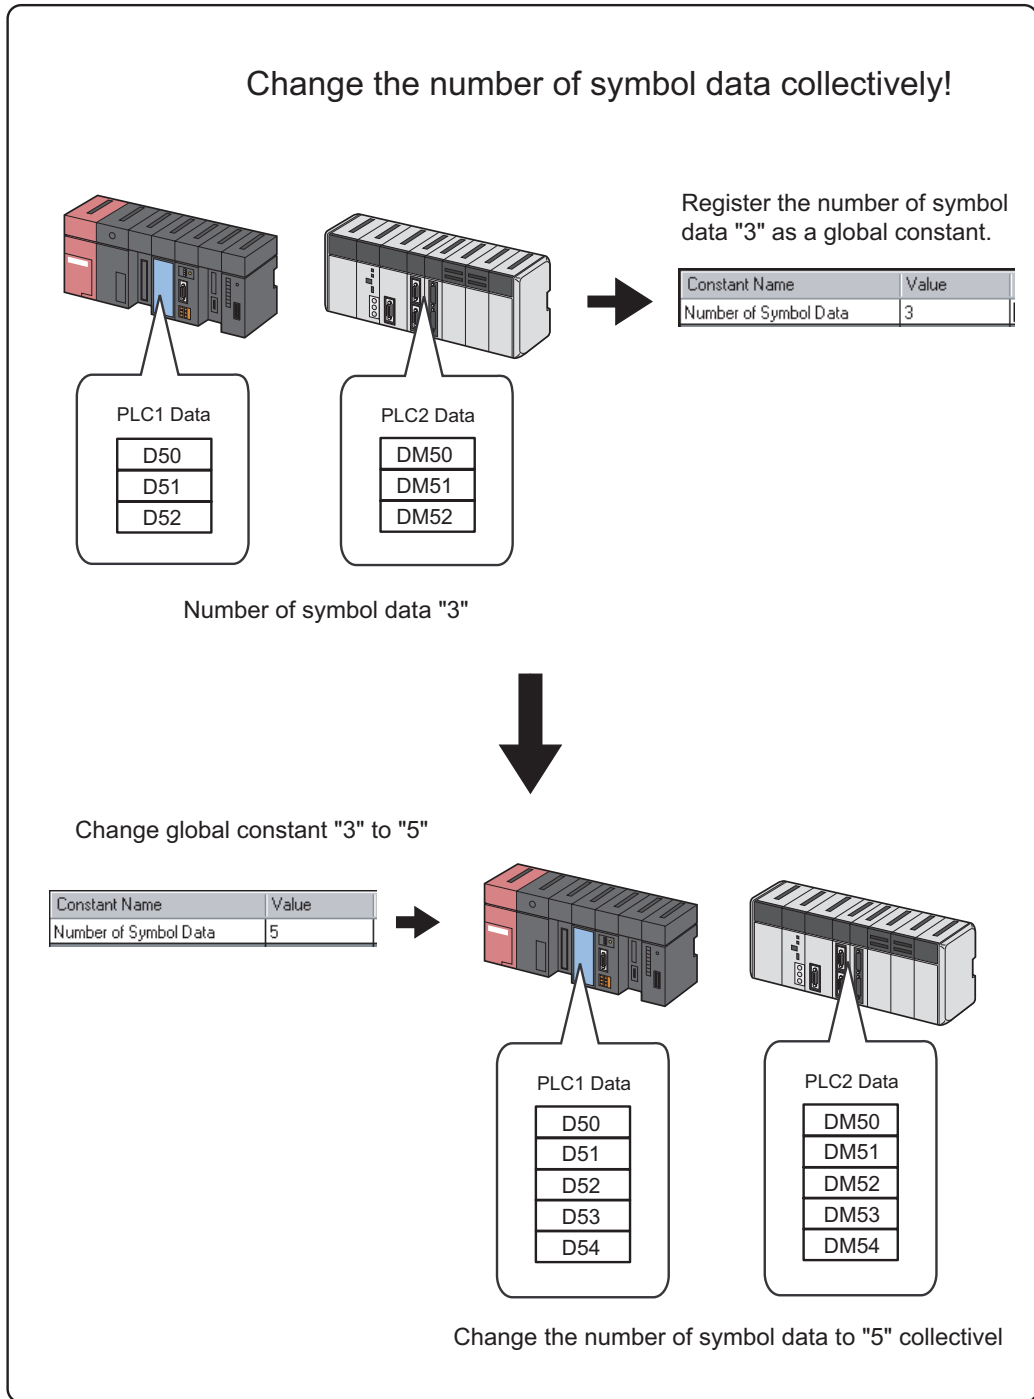 Change the number of symbol data collectively!
Register the number of symbol
data "3" as a global constant.
Constant Name Value
Number of Symbol Data 3
PLC1 Data
D50
D51
D52
PLC2 Data
DM50
DM51
DM52
Number of symbol data "3"
Change global constant "3" to "5"
Constant Name Value
Number of Symbol Data 5
PLC1 Data
D50
D51
D52
D53
D54
PLC2 Data
DM50
DM51
DM52
DM53
DM54
Change the number of symbol data to "5" collectivel